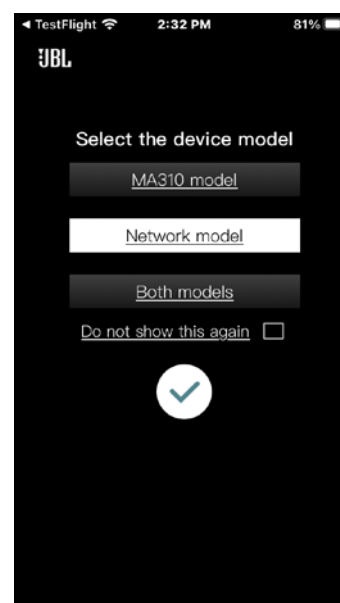 ◀ TestFlight 2:32 PM 81%
JBL
Select the device model
MA310 model
Network model
Both models
Do not show this again